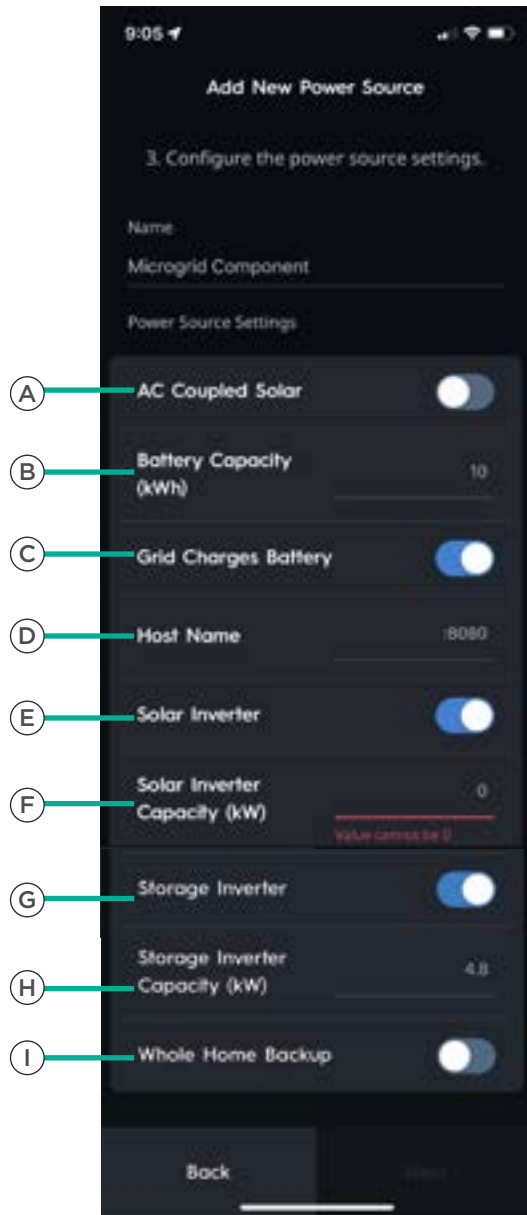 9:05
Add New Power Source
3. Configure the power source settings.
Name
Microgrid Component
Power Source Settings
A AC Coupled Solar
B Battery Capacity
(kWh) 10
C Grid Charges Battery
D Host Name :8080
E Solar Inverter
F Solar Inverter
Capacity (kW) 0
Value cannot be 0
G Storage Inverter
H Storage Inverter
Capacity (kW) 4.8
I Whole Home Backup
Back